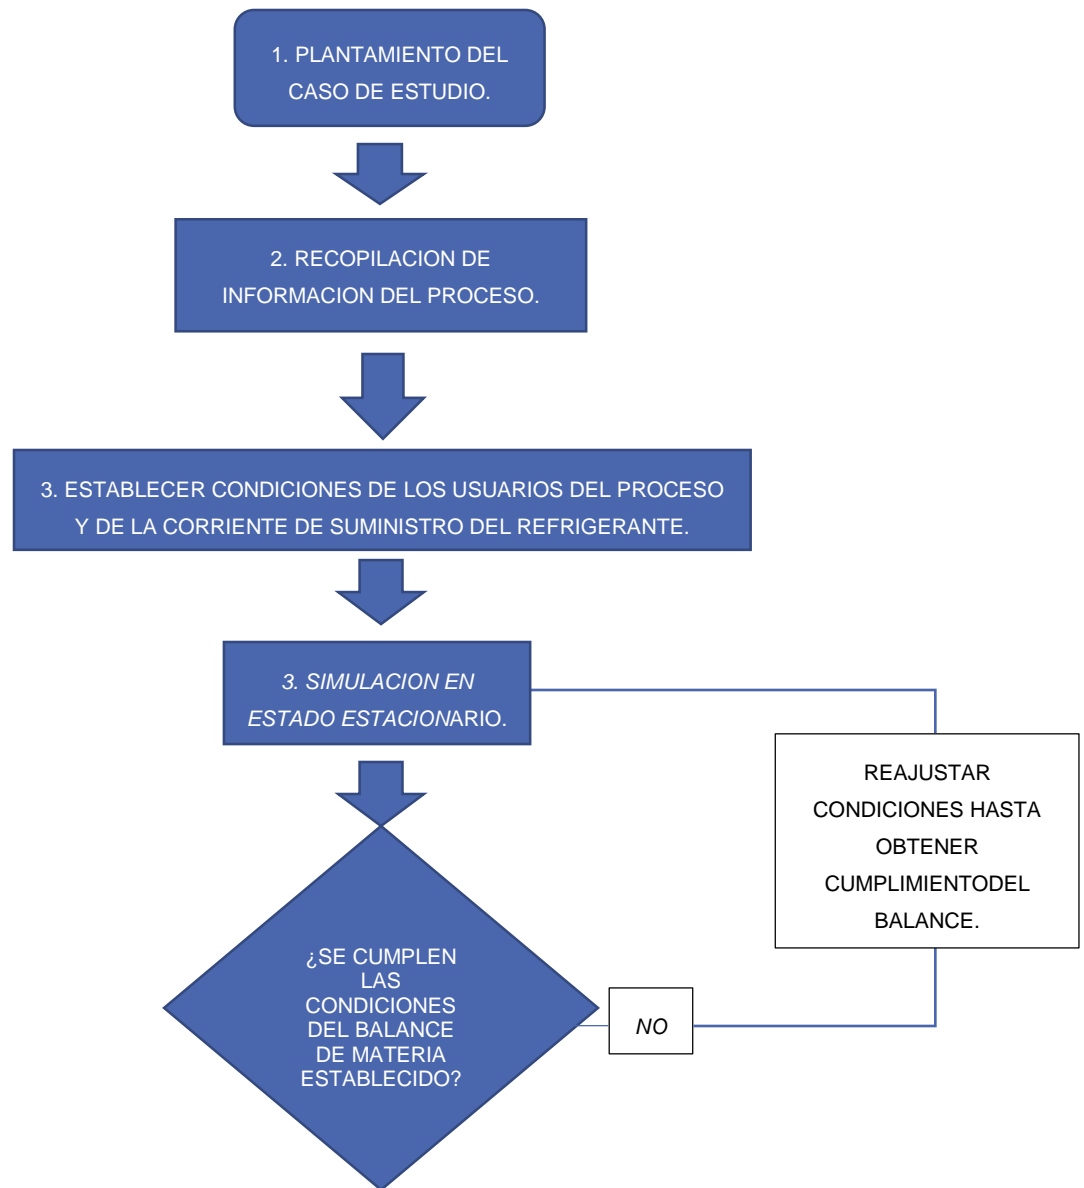 1. PLANTAMIENTO DEL
CASO DE ESTUDIO.
2. RECOPILACION DE
INFORMACION DEL PROCESO.
3. ESTABLECER CONDICIONES DE LOS USUARIOS DEL PROCESO
Y DE LA CORRIENTE DE SUMINISTRO DEL REFRIGERANTE.
3. SIMULACION EN
ESTADO ESTACIONARIO.
REAJUSTAR
CONDICIONES HASTA
OBTENER
CUMPLIMIENTODEL
BALANCE.
¿SE CUMPLEN
LAS
CONDICIONES
DEL BALANCE
DE MATERIA
ESTABLECIDO?
NO